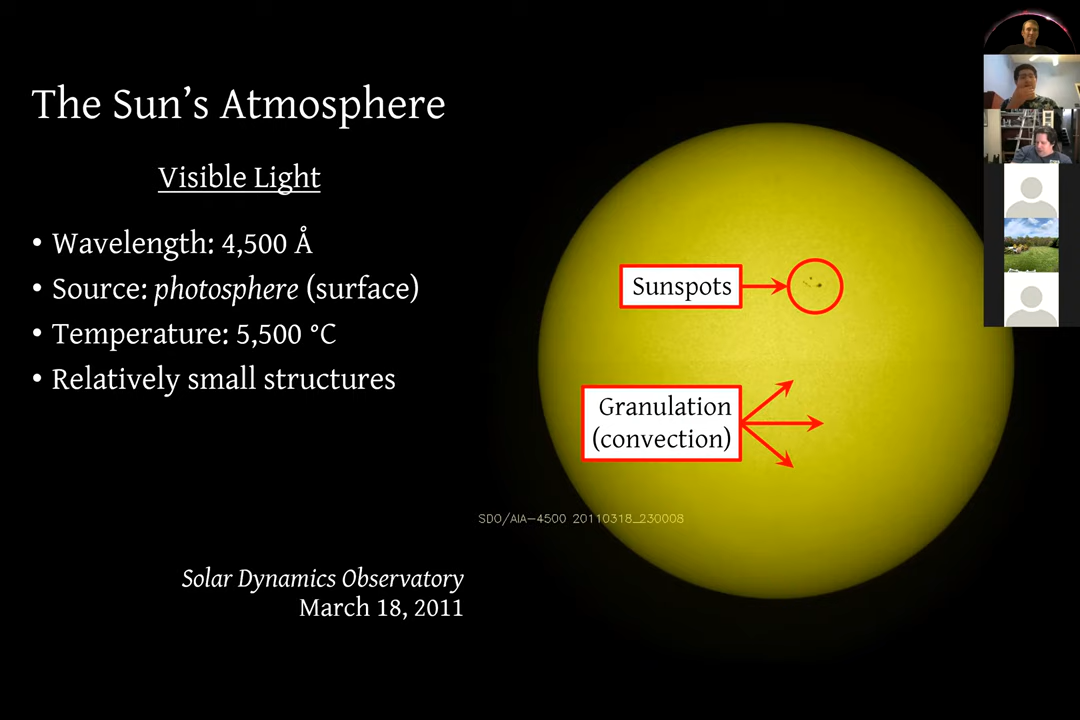 The Sun’s Atmosphere
Visible Light
• Wavelength: 4,500 Å
• Source: photosphere (surface)
• Temperature: 5,500 °C
• Relatively small structures
Sunspots
Granulation
(convection)
SDO/AIA-4500 20110318_230008
Solar Dynamics Observatory
March 18, 2011